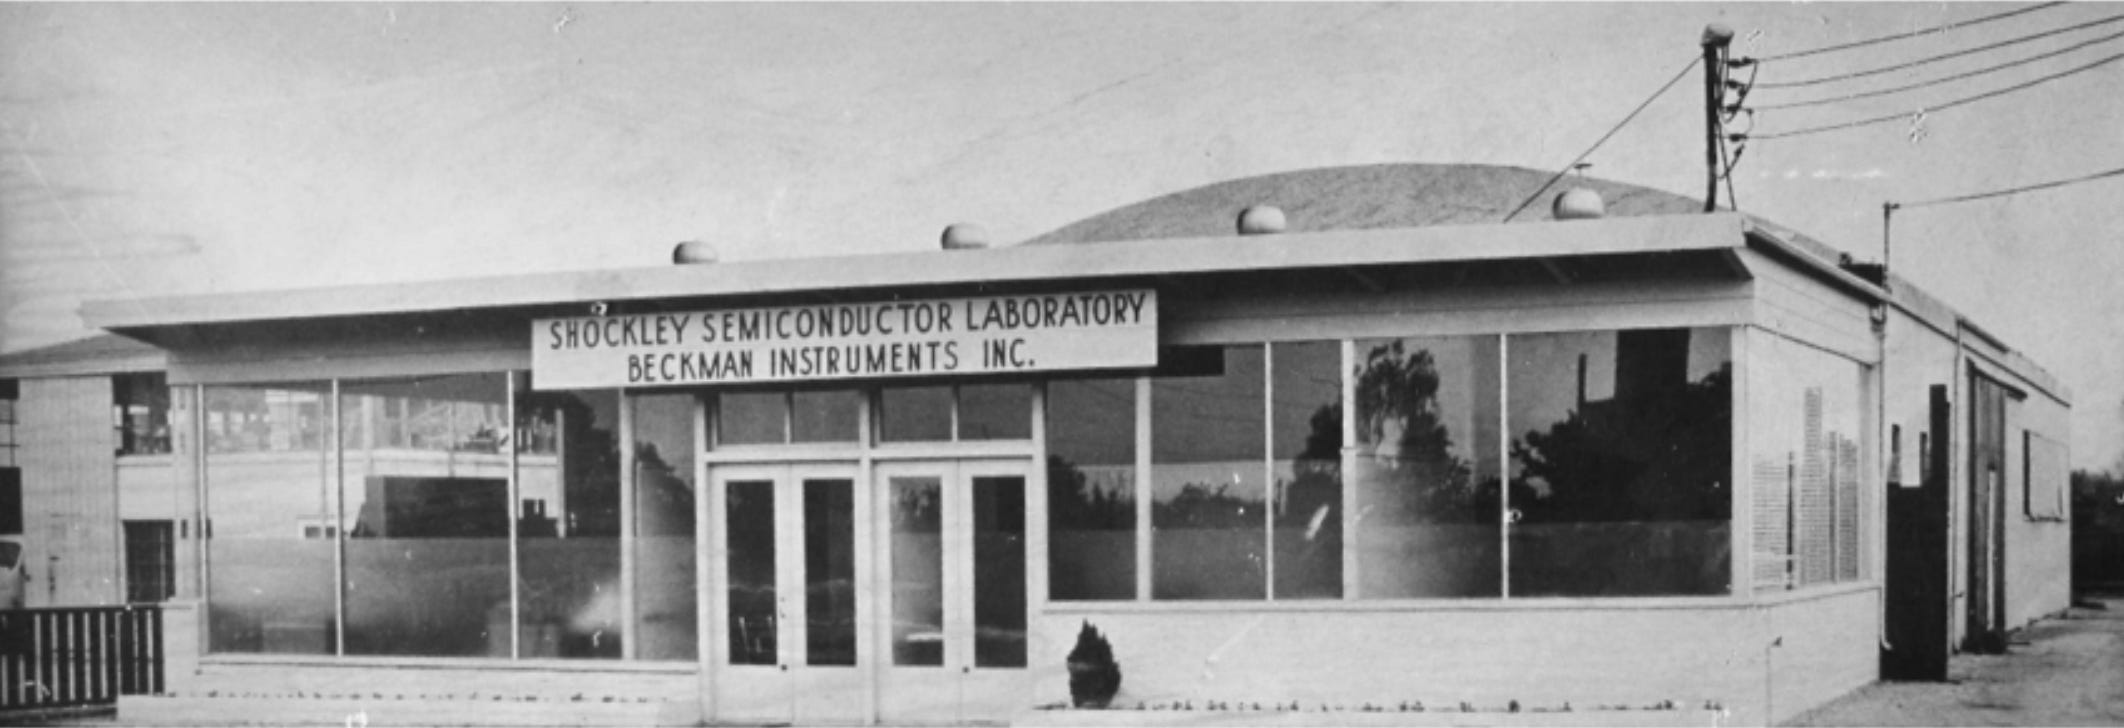 SHOCKLEY SEMICONDUCTOR LABORATORY
BECKMAN INSTRUMENTS INC.